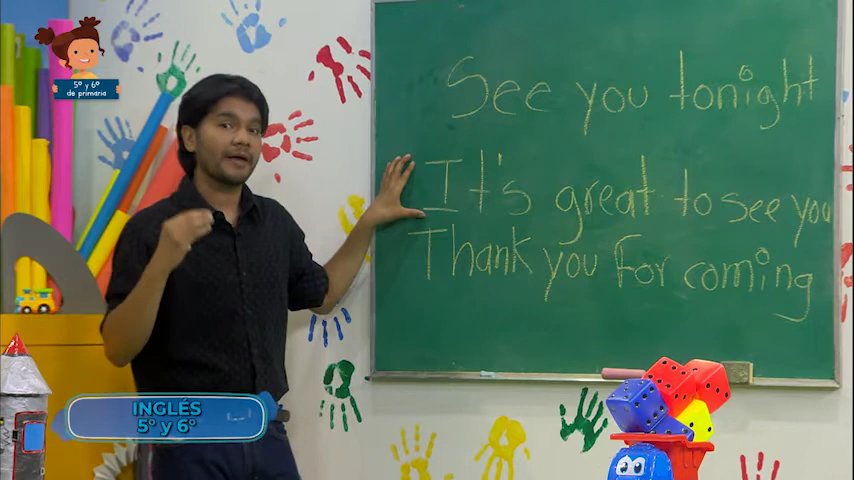 5º y 6º
de primaria
See you tonight
It's great to see you
Thank you For coming
INGLÉS
5º y 6º